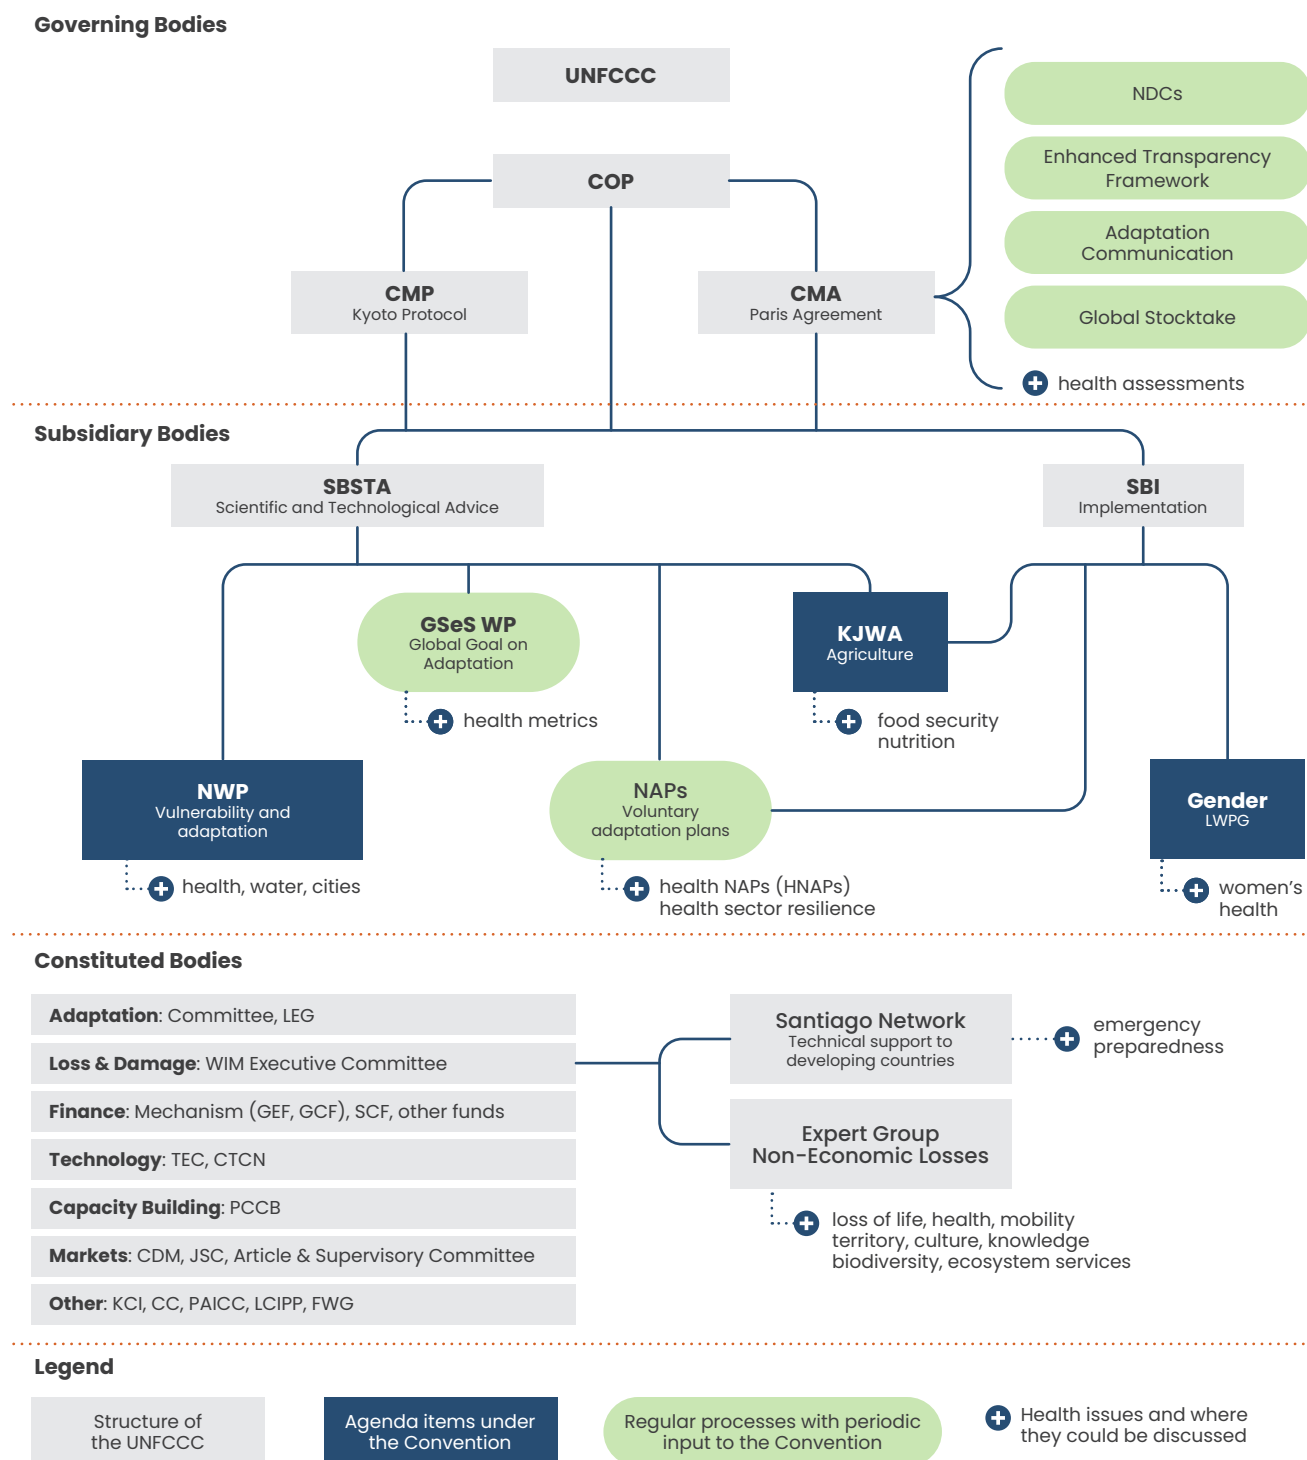 Governing Bodies
UNFCCC
COP
CMP
Kyoto Protocol
CMA
Paris Agreement
NDCs
Enhanced Transparency
Framework
Adaptation
Communication
Global Stocktake
health assessments
Subsidiary Bodies
SBSTA
Scientific and Technological Advice
SBI
Implementation
GSeS WP
Global Goal on
Adaptation
health metrics
KJWA
Agriculture
food security
nutrition
NWP
Vulnerability and
adaptation
health, water, cities
NAPs
Voluntary
adaptation plans
health NAPs (HNAPs)
health sector resilience
Gender
LWPG
women's
health
Constituted Bodies
Adaptation: Committee, LEG
Loss & Damage: WIM Executive Committee
Finance: Mechanism (GEF, GCF), SCF, other funds
Technology: TEC, CTCN
Capacity Building: PCCB
Markets: CDM, JSC, Article & Supervisory Committee
Other: KCI, CC, PAICC, LCIPP, FWG
Santiago Network
Technical support to
developing countries
emergency
preparedness
Expert Group
Non-Economic Losses
loss of life, health, mobility
territory, culture, knowledge
biodiversity, ecosystem services
Legend
Structure of
the UNFCCC
Agenda items under
the Convention
Regular processes with periodic
input to the Convention
Health issues and where
they could be discussed